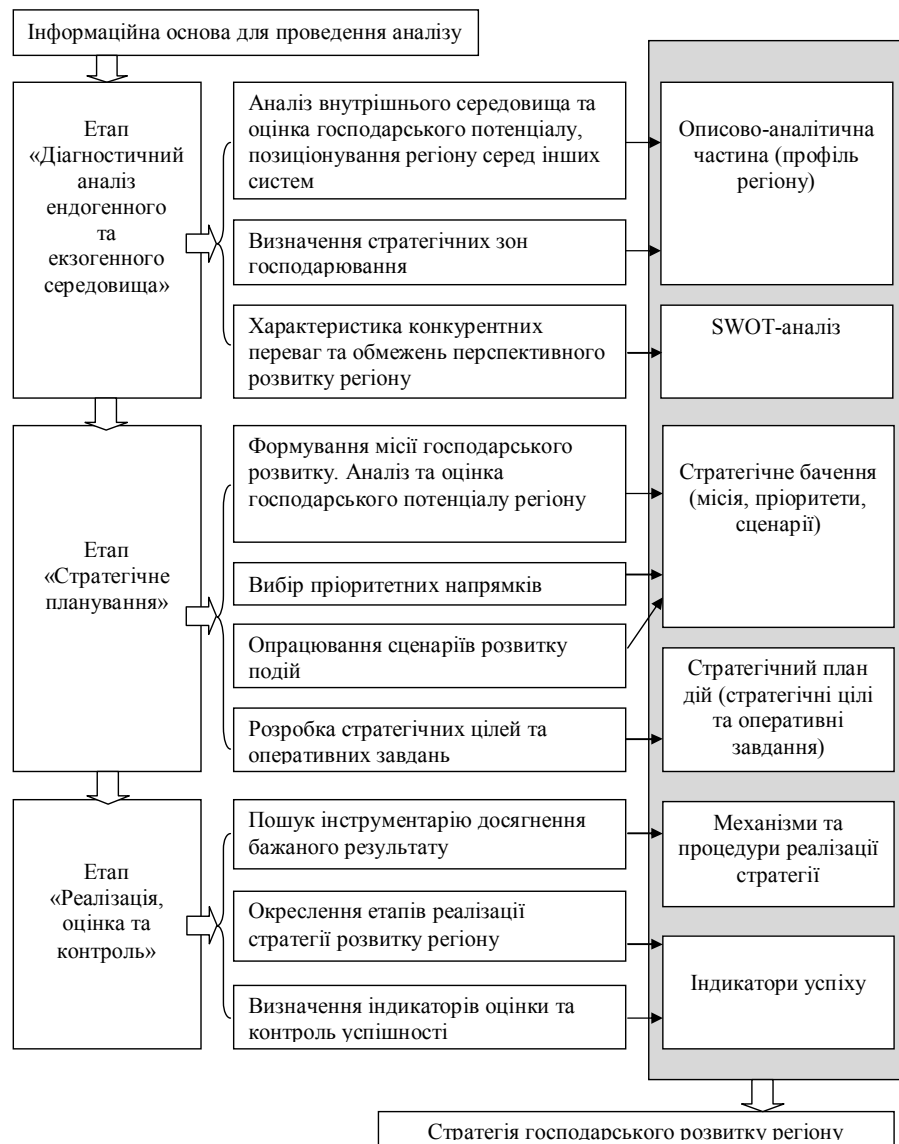 Інформаційна основа для проведення аналізу
Етап
«Діагностичний
аналіз
ендогенного
та
екзогенного
середовища»
Аналіз внутрішнього середовища та
оцінка господарського потенціалу,
позиціонування регіону серед інших
систем
Визначення стратегічних зон
господарювання
Характеристика конкурентних
переваг та обмежень перспективного
розвитку регіону
Описово-аналітична
частина (профіль
регіону)
SWOT-аналіз
Етап
«Стратегічне
планування»
Формування місії господарського
розвитку. Аналіз та оцінка
господарського потенціалу регіону
Вибір пріоритетних напрямків
Опрацювання сценаріїв розвитку
подій
Розробка стратегічних цілей та
оперативних завдань
Стратегічне бачення
(місія, пріоритети,
сценарії)
Стратегічний план
дій (стратегічні цілі
та оперативні
завдання)
Етап
«Реалізація,
оцінка та
контроль»
Пошук інструментарію досягнення
бажаного результату
Окреслення етапів реалізації
стратегії розвитку регіону
Визначення індикаторів оцінки та
контроль успішності
Механізми та
процедури реалізації
стратегії
Індикатори успіху
Стратегія господарського розвитку регіону